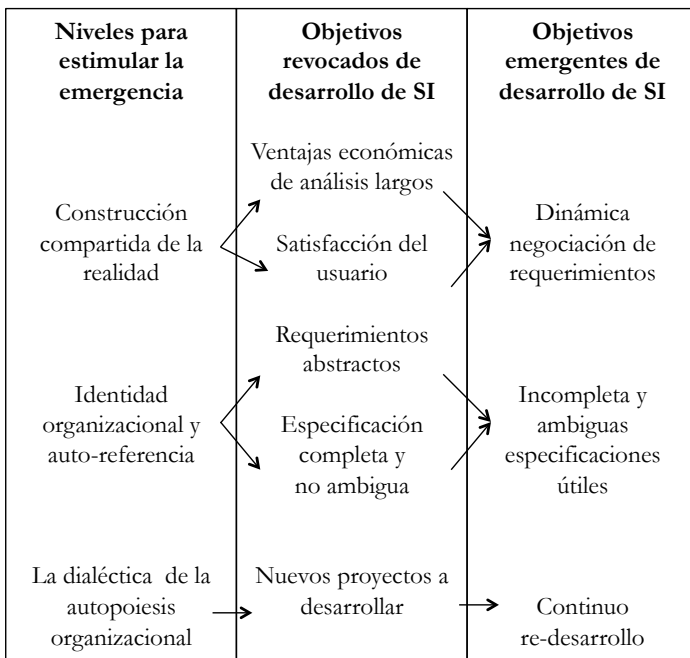 Niveles para
estimular la
emergencia
Objetivos
revocados de
desarrollo de SI
Objetivos
emergentes de
desarrollo de SI
Construcción
compartida de la
realidad
Ventajas económicas
de análisis largos
Satisfacción del
usuario
Dinámica
negociación de
requerimientos
Identidad
organizacional y
auto-referencia
Requerimientos
abstractos
Especificación
completa y
no ambigua
Incompleta y
ambiguas
especificaciones
útiles
La dialéctica de la
autopoiesis
organizacional
Nuevos proyectos a
desarrollar
Continuo
re-desarrollo